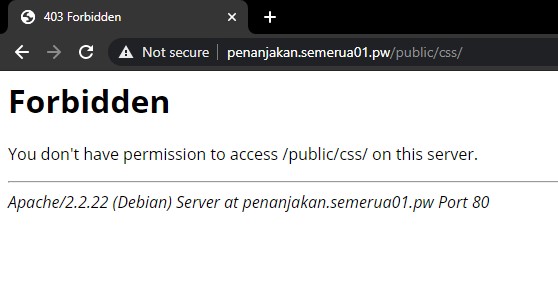 403 Forbidden
Not secure | penanjakan.semerua01.pw/public/css/
Forbidden
You don't have permission to access /public/css/ on this server.
Apache/2.2.22 (Debian) Server at penanjakan.semerua01.pw Port 80